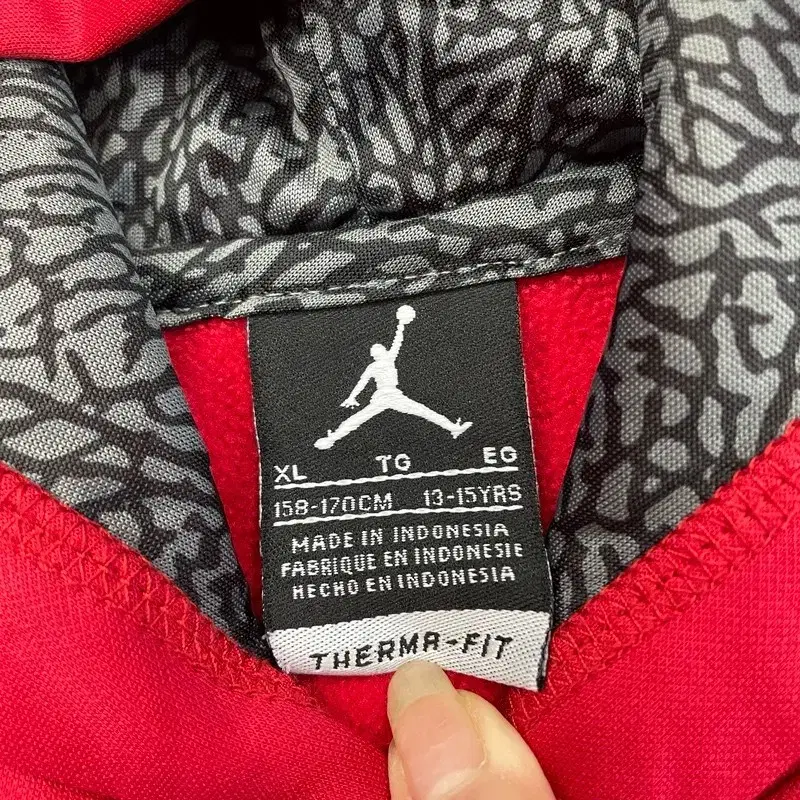 XL TG EG
158-170CM 13-15YRS
MADE IN INDONESIA
FABRIQUE EN INDONESIE
HECHO EN INDONESIA
THERMA-FIT